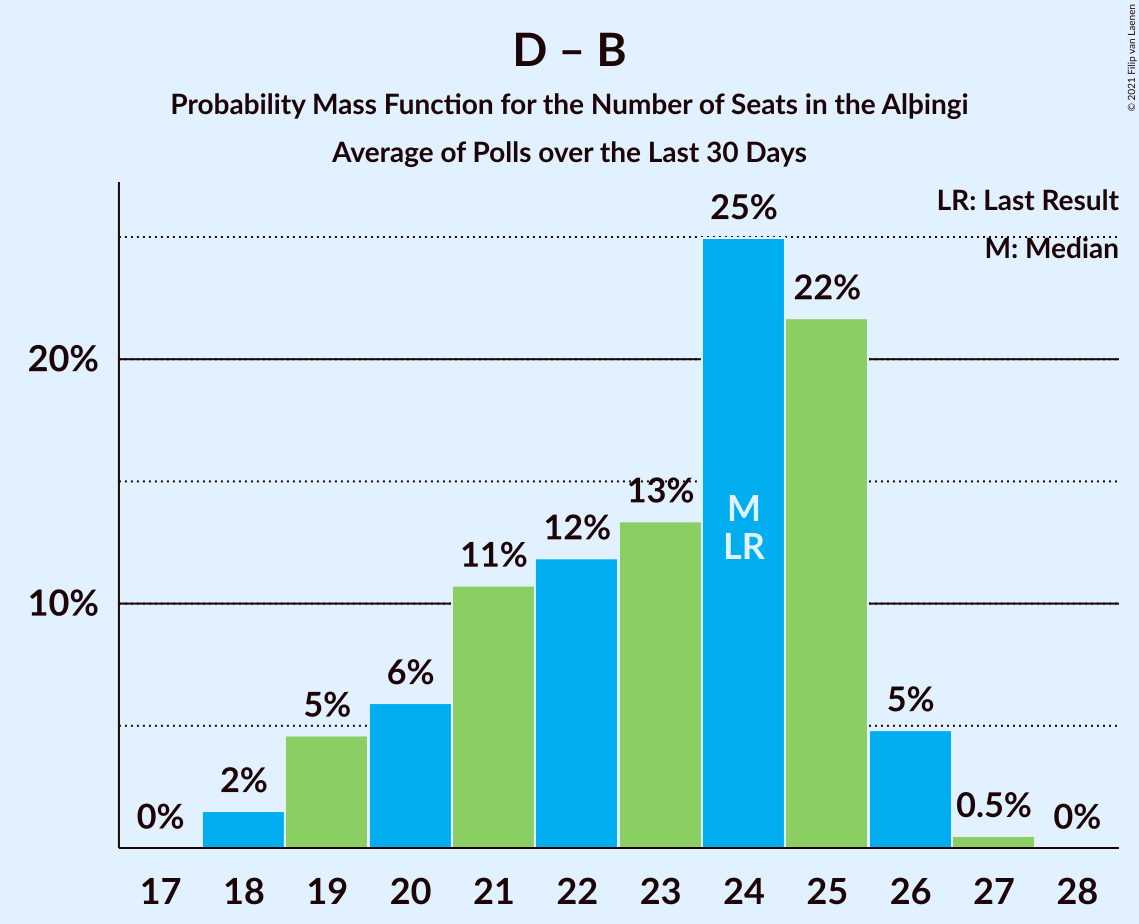 D – B
Probability Mass Function for the Number of Seats in the Alþingi
Average of Polls over the Last 30 Days
© 2021 Filip van Laenen
LR: Last Result
M: Median
25%
22%
20%
13%
12%
11%
M
LR
10%
6%
5%
5%
2%
0%
0.5%
0%
17 18 19 20 21 22 23 24 25 26 27 28